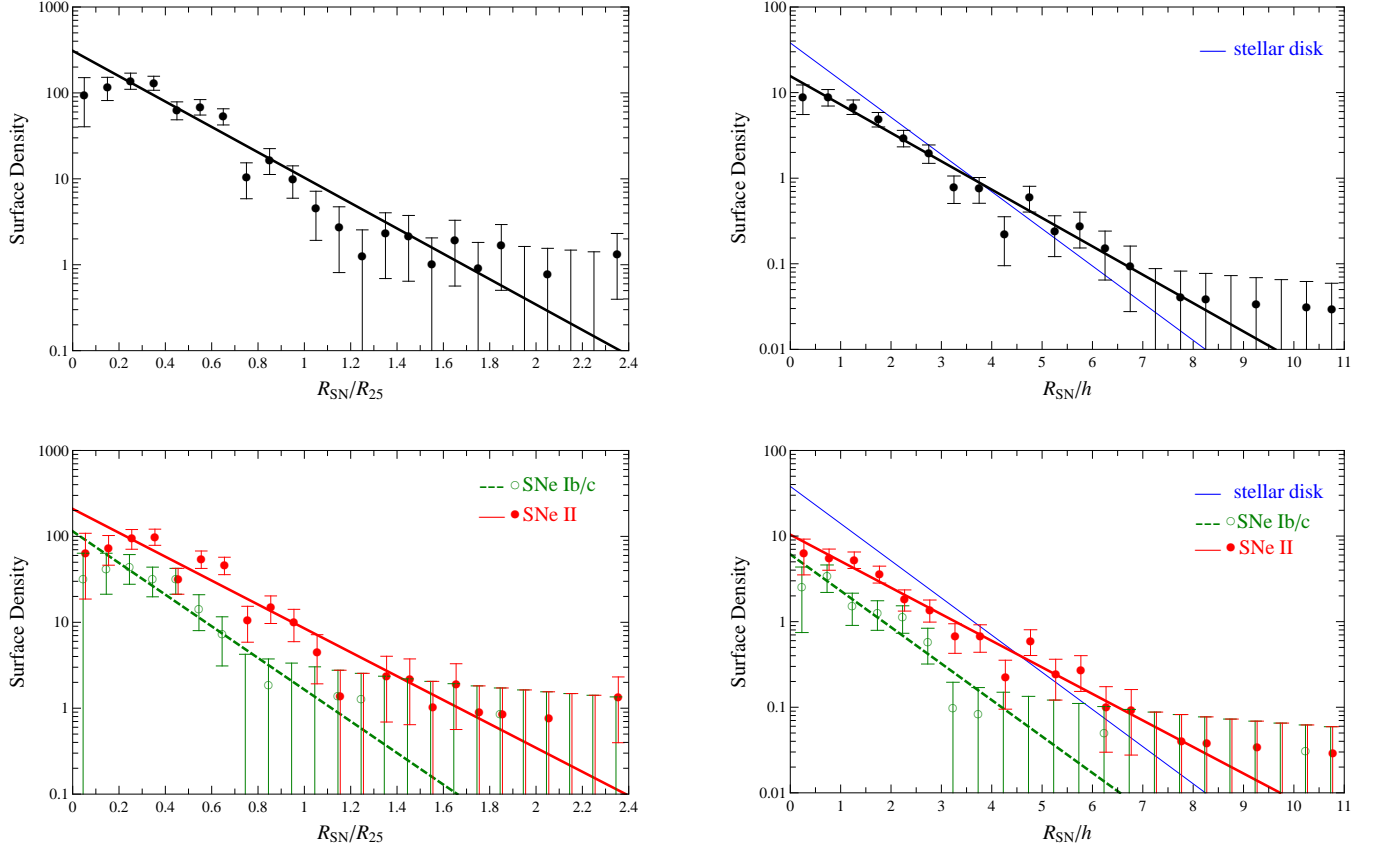 1000
100
10
1
0.1
Surface Density
0 0.2 0.4 0.6 0.8 1 1.2 1.4 1.6 1.8 2 2.2 2.4
R_SN/R_25
100
10
1
0.1
0.01
Surface Density
stellar disk
0 1 2 3 4 5 6 7 8 9 10 11
R_SN/h
1000
100
10
1
0.1
Surface Density
SNe Ib/c
SNe II
0 0.2 0.4 0.6 0.8 1 1.2 1.4 1.6 1.8 2 2.2 2.4
R_SN/R_25
100
10
1
0.1
0.01
Surface Density
stellar disk
SNe Ib/c
SNe II
0 1 2 3 4 5 6 7 8 9 10 11
R_SN/h